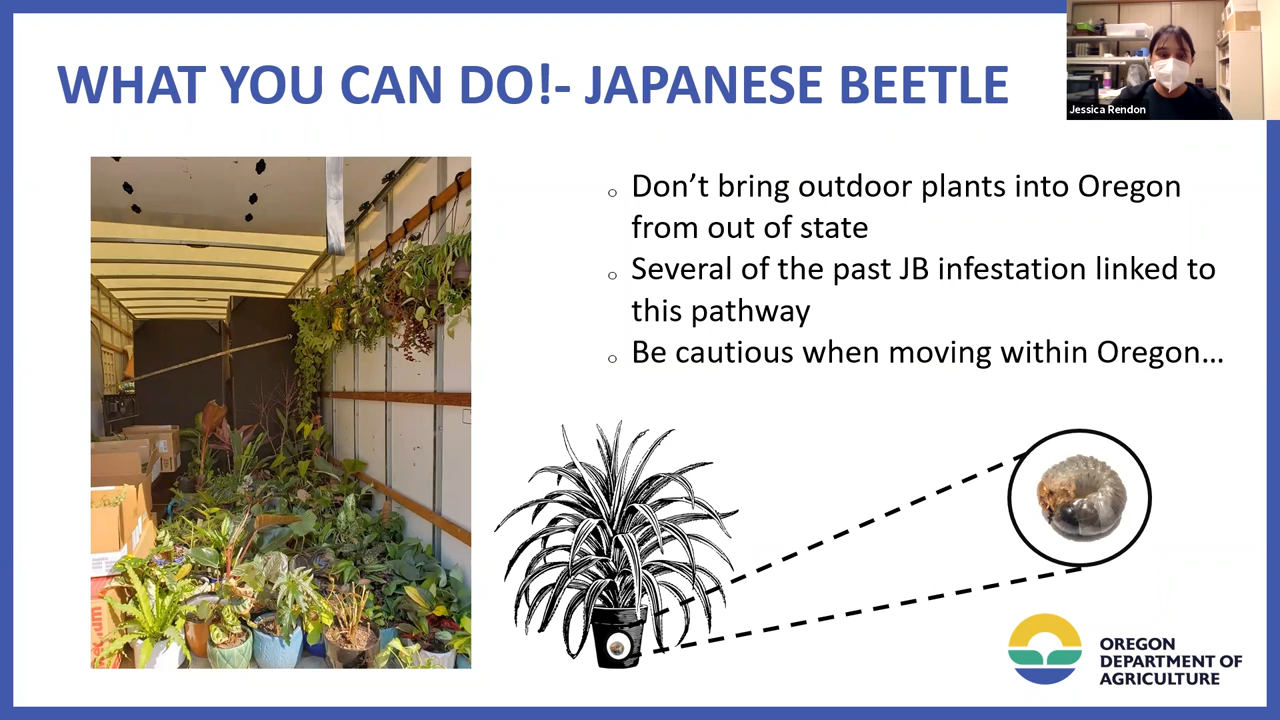 WHAT YOU CAN DO!- JAPANESE BEETLE
Jessica Rendon
Don’t bring outdoor plants into Oregon
from out of state
Several of the past JB infestation linked to
this pathway
Be cautious when moving within Oregon...
OREGON
DEPARTMENT OF
AGRICULTURE